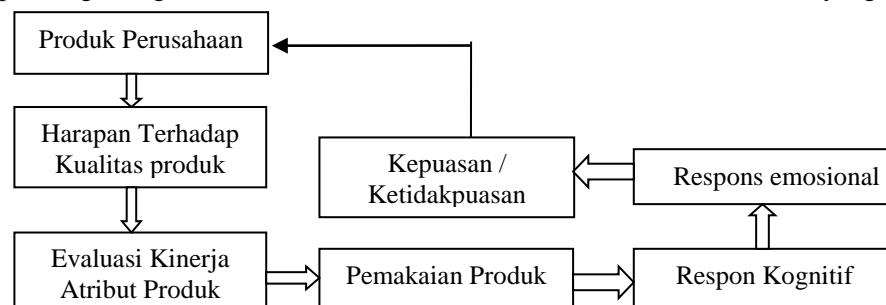 Produk Perusahaan
Harapan Terhadap
Kualitas produk
Kepuasan /
Ketidakpuasan
Respons emosional
Evaluasi Kinerja
Atribut Produk
Pemakaian Produk
Respon Kognitif